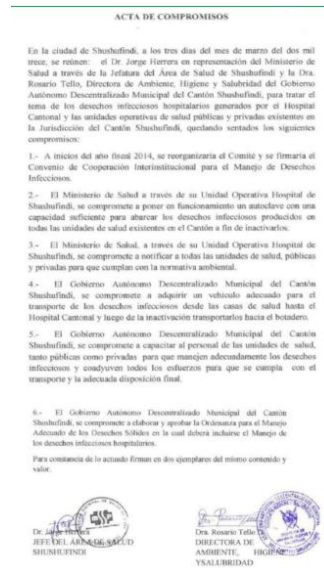 ACTA DE COMPROMISOS
En la ciudad de Shushufindi, a los tres días del mes de marzo del dos mil
trece, se reúnen: el Dr. Jorge Herrera en representación del Ministerio de
Salud a través de la Jefatura del Área de Salud de Shushufindi y la Dra.
Rosario Tello, Directora de Ambiente, Higiene y Salubridad del Gobierno
Autónomo Descentralizado Municipal del Cantón Shushufindi, para tratar el
tema de los desechos infecciosos hospitalarios generados por el Hospital
Cantonal y las unidades operativas de salud públicas y privadas existentes en
la Jurisdicción del Cantón Shushufindi, quedando sentados los siguientes
compromisos:
1.- A inicios del año fiscal 2014, se reorganizaría el Comité y se firmaría el
Convenio de Cooperación Interinstitucional para el Manejo de Desechos
Infecciosos.
2.- El Ministerio de Salud a través de su Unidad Operativa Hospital de
Shushufindi, se compromete a poner en funcionamiento un autoclave con una
capacidad suficiente para abarcar los desechos infecciosos producidos en
todas las unidades de salud existentes en el Cantón a fin de inactivarlos.
3.- El Ministerio de Salud, a través de su Unidad Operativa Hospital de
Shushufindi, se compromete a notificar a todas las unidades de salud, públicas
y privadas para que cumplan con la normativa ambiental.
4.- El Gobierno Autónomo Descentralizado Municipal del Cantón
Shushufindi, se compromete a adquirir un vehículo adecuado para el
transporte de los desechos infecciosos desde las casas de salud hasta el
Hospital Cantonal y luego de la inactivación transportarlos hacia el botadero.
5.- El Gobierno Autónomo Descentralizado Municipal del Cantón
Shushufindi, se compromete a capacitar al personal de las unidades de salud,
tanto públicas como privadas para que manejen adecuadamente los desechos
infecciosos y coadyuven todos los esfuerzos para que se cumpla con el
transporte y la adecuada disposición final.
6.- El Gobierno Autónomo Descentralizado Municipal del Cantón
Shushufindi, se compromete a elaborar y aprobar la Ordenanza para el Manejo
Adecuado de los Desechos Sólidos en la cual deberá incluirse el Manejo de
los desechos infecciosos hospitalarios.
Para constancia de lo actuado firman en dos ejemplares del mismo contenido y
valor.
Dr. Jorge Herrera
JEFE DEL ÁREA DE SALUD
SHUSHUFINDI
Dra. Rosario Tello
DIRECTORA DE
AMBIENTE, HIGIENE
YSALUBRIDAD